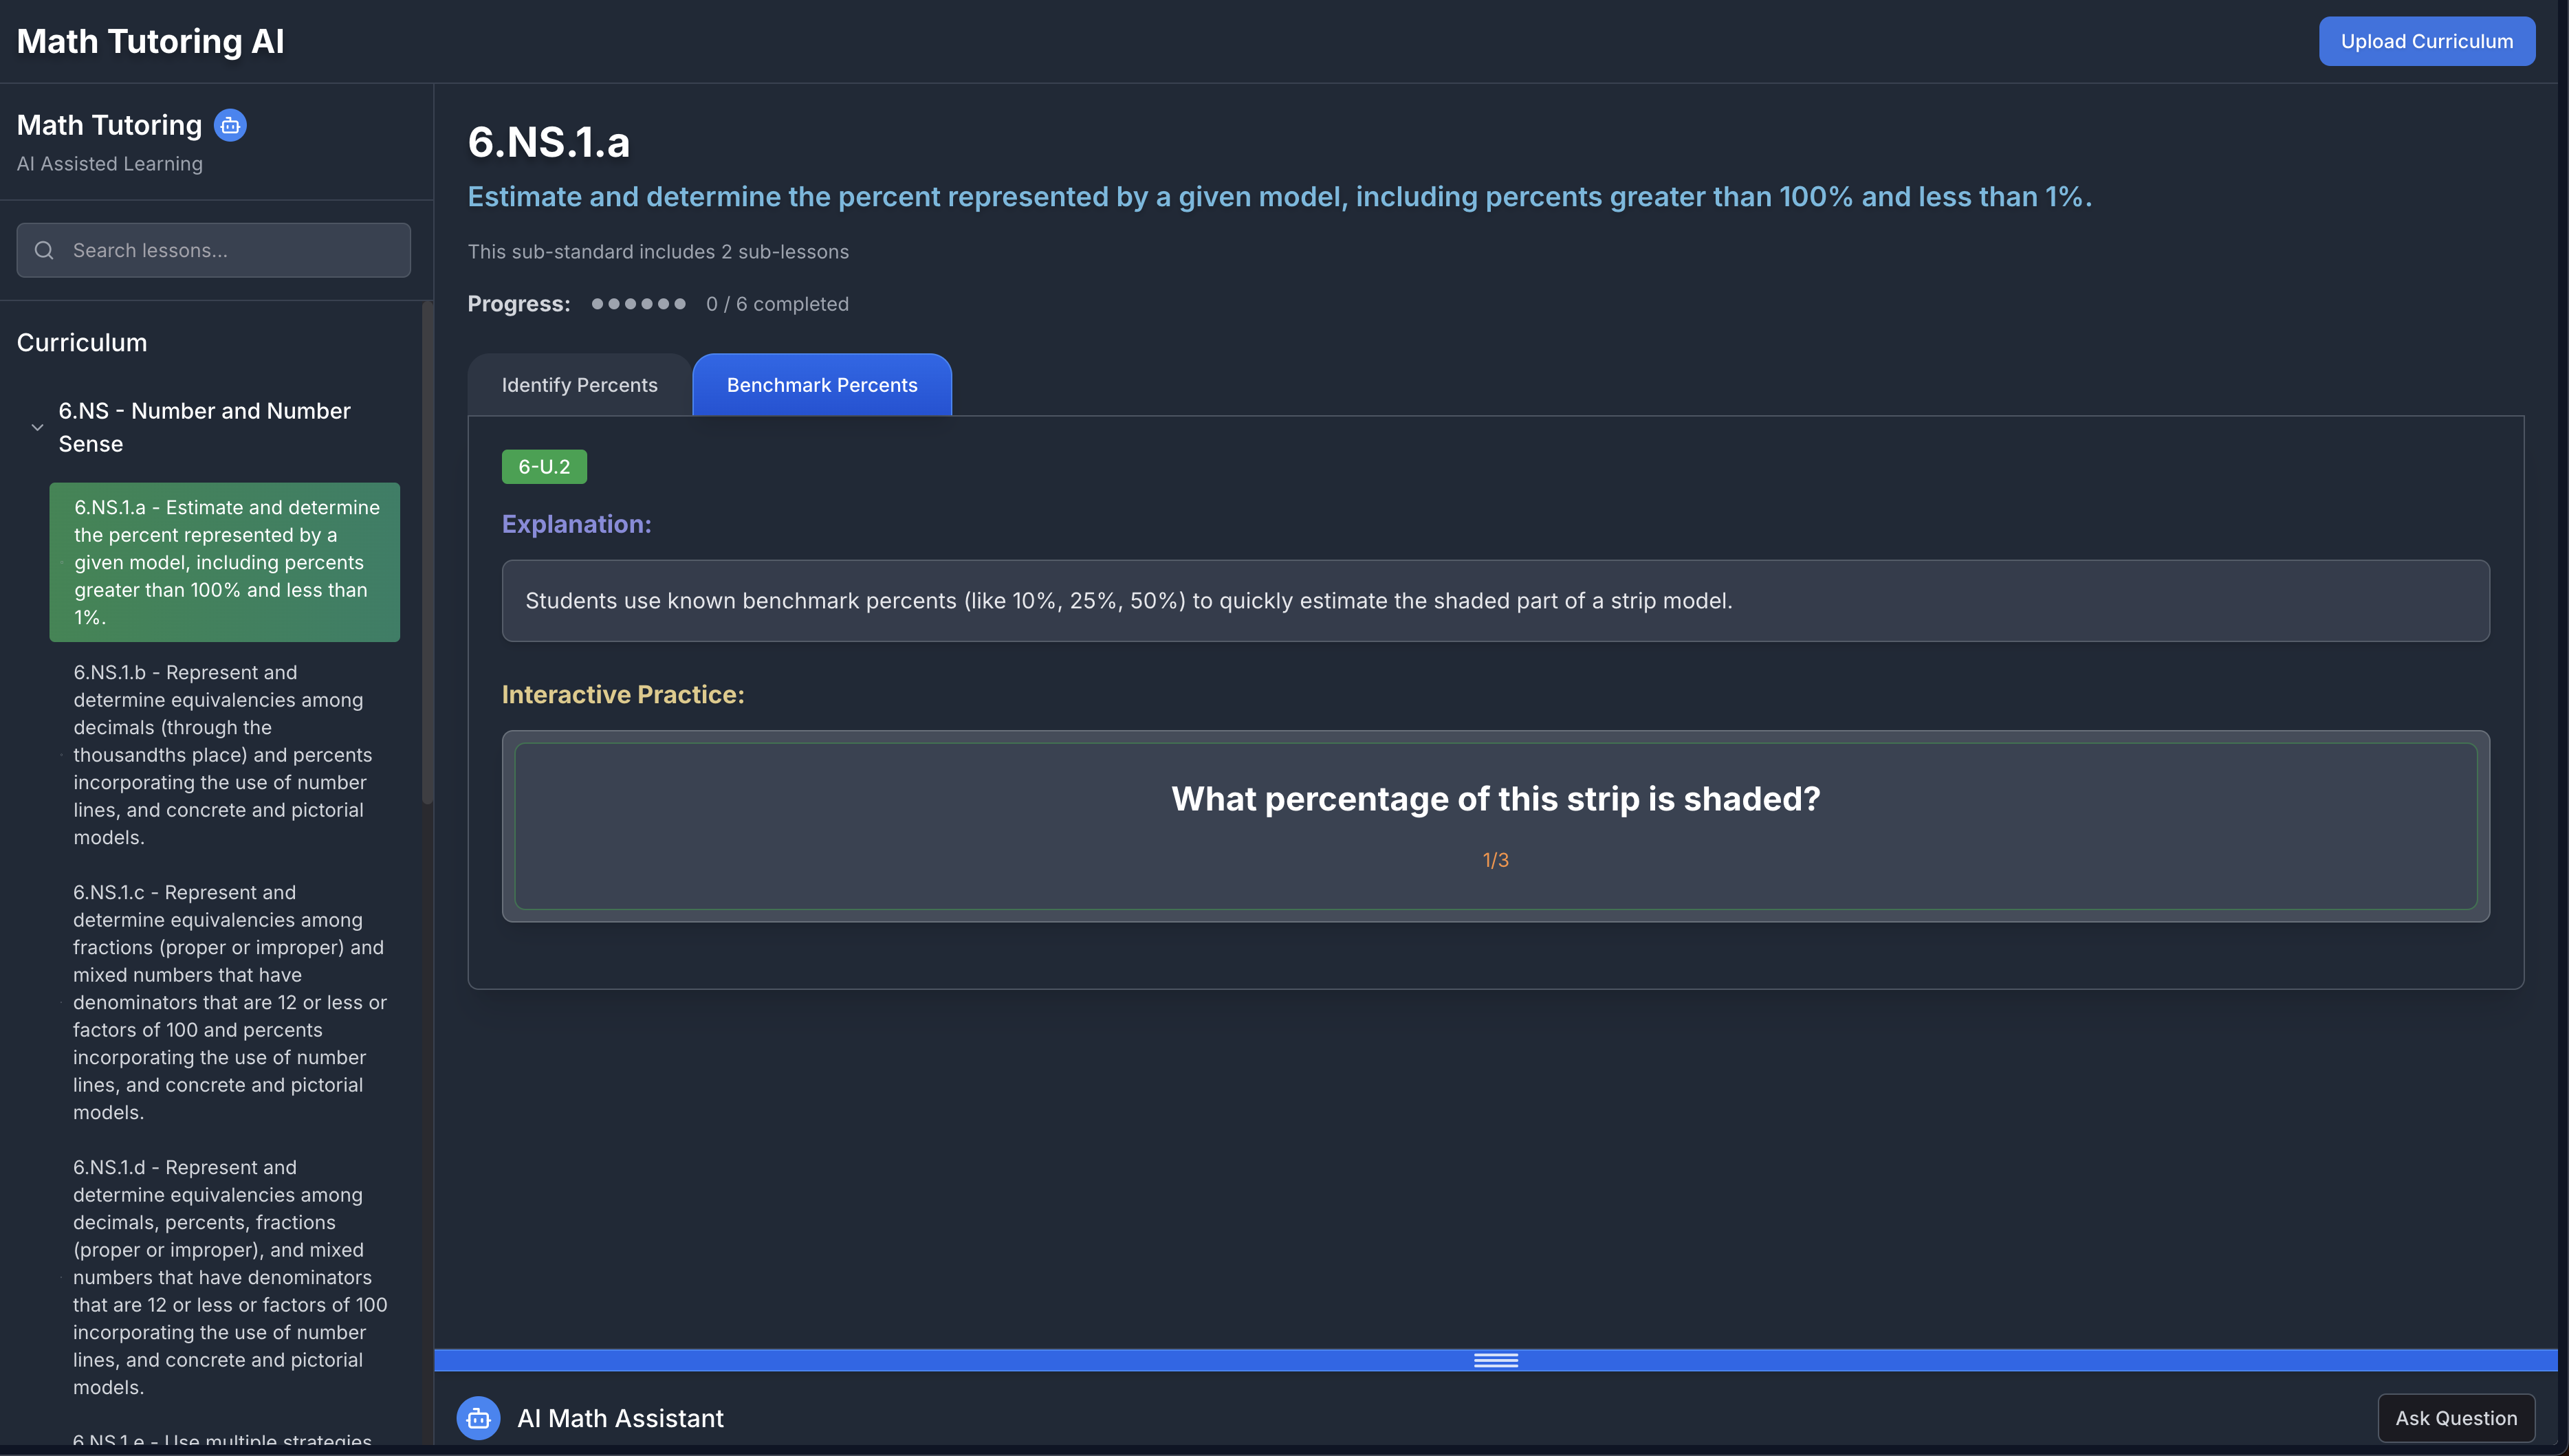 Math Tutoring AI
Upload Curriculum
Math Tutoring
AI Assisted Learning
Search lessons...
Curriculum
6.NS - Number and Number
Sense
6.NS.1.a - Estimate and determine
the percent represented by a
given model, including percents
greater than 100% and less than
1%.
6.NS.1.b - Represent and
determine equivalencies among
decimals (through the
thousandths place) and percents
incorporating the use of number
lines, and concrete and pictorial
models.
6.NS.1.c - Represent and
determine equivalencies among
fractions (proper or improper) and
mixed numbers that have
denominators that are 12 or less or
factors of 100 and percents
incorporating the use of number
lines, and concrete and pictorial
models.
6.NS.1.d - Represent and
determine equivalencies among
decimals, percents, fractions
(proper or improper), and mixed
numbers that have denominators
that are 12 or less or factors of 100
incorporating the use of number
lines, and concrete and pictorial
models.
6.NS.1.e - Use multiple strategies
6.NS.1.a
Estimate and determine the percent represented by a given model, including percents greater than 100% and less than 1%.
This sub-standard includes 2 sub-lessons
Progress: 0 / 6 completed
Identify Percents
Benchmark Percents
6-U.2
Explanation:
Students use known benchmark percents (like 10%, 25%, 50%) to quickly estimate the shaded part of a strip model.
Interactive Practice:
What percentage of this strip is shaded?
1/3
AI Math Assistant
Ask Question